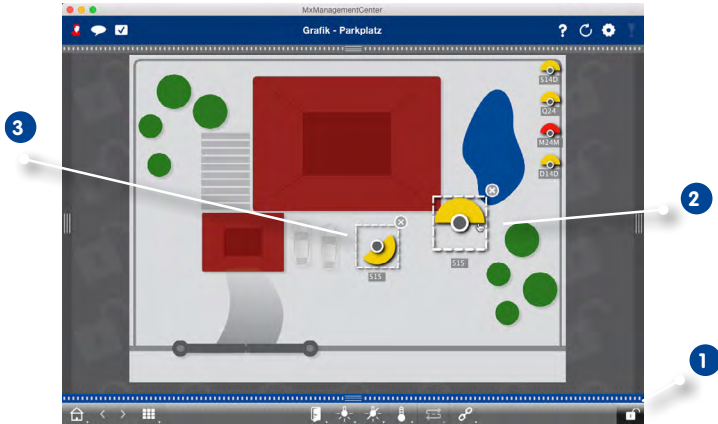 MxManagementCenter
Grafik - Parkplatz
?
S14D
Q24
M24M
D14D
3
2
S15
S15
1